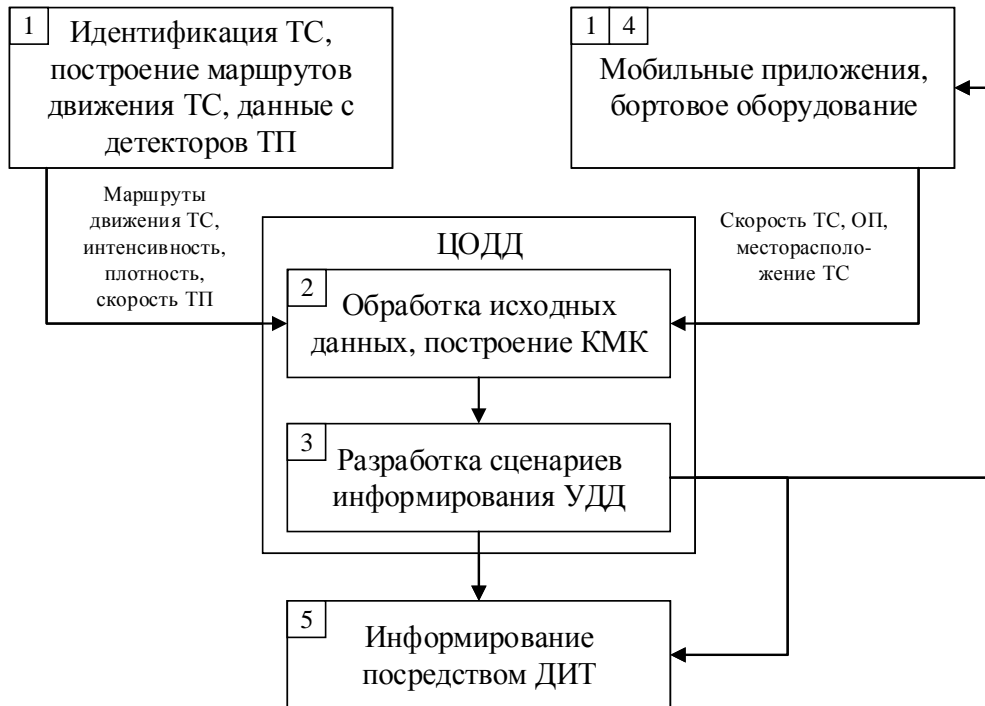 1
Идентификация ТС,
построение маршрутов
движения ТС, данные с
детекторов ТП
1 4
Мобильные приложения,
бортовое оборудование
Маршруты
движения ТС,
интенсивность,
плотность,
скорость ТП
Скорость ТС, ОП,
месторасполо-
жение ТС
ЦОДД
2
Обработка исходных
данных, построение КМК
3
Разработка сценариев
информирования УДД
5
Информирование
посредством ДИТ